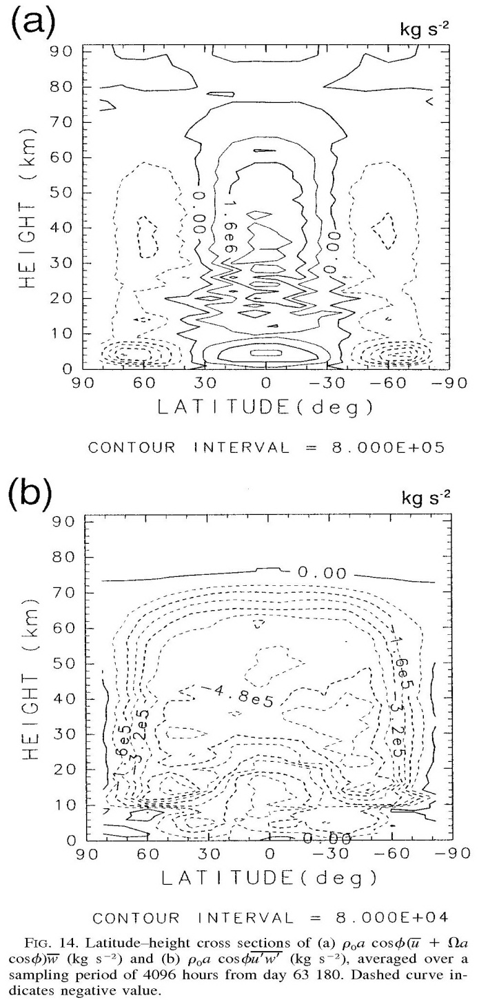 (a)
kg s-2
90
80
70
60
50
40
30
20
10
0
HEIGHT (km)
0.00
1.6e6
0.00
90 60 30 0 -30 -60 -90
LATITUDE(deg)
CONTOUR INTERVAL = 8.000E+05
(b)
kg s-2
90
80
70
60
50
40
30
20
10
0
HEIGHT (km)
0.00
-1.6e5
-4.8e5
-3.2e5
-1.6e5
-3.2e5
0.00
90 60 30 0 -30 -60 -90
LATITUDE(deg)
CONTOUR INTERVAL = 8.000E+04
FIG. 14. Latitude–height cross sections of (a) ρ₀a cosφ(u̅ + Ωa
cosφ)w̅ (kg s⁻²) and (b) ρ₀a cosφu̅'̅w̅'̅ (kg s⁻²), averaged over a
sampling period of 4096 hours from day 63 180. Dashed curve in-
dicates negative value.